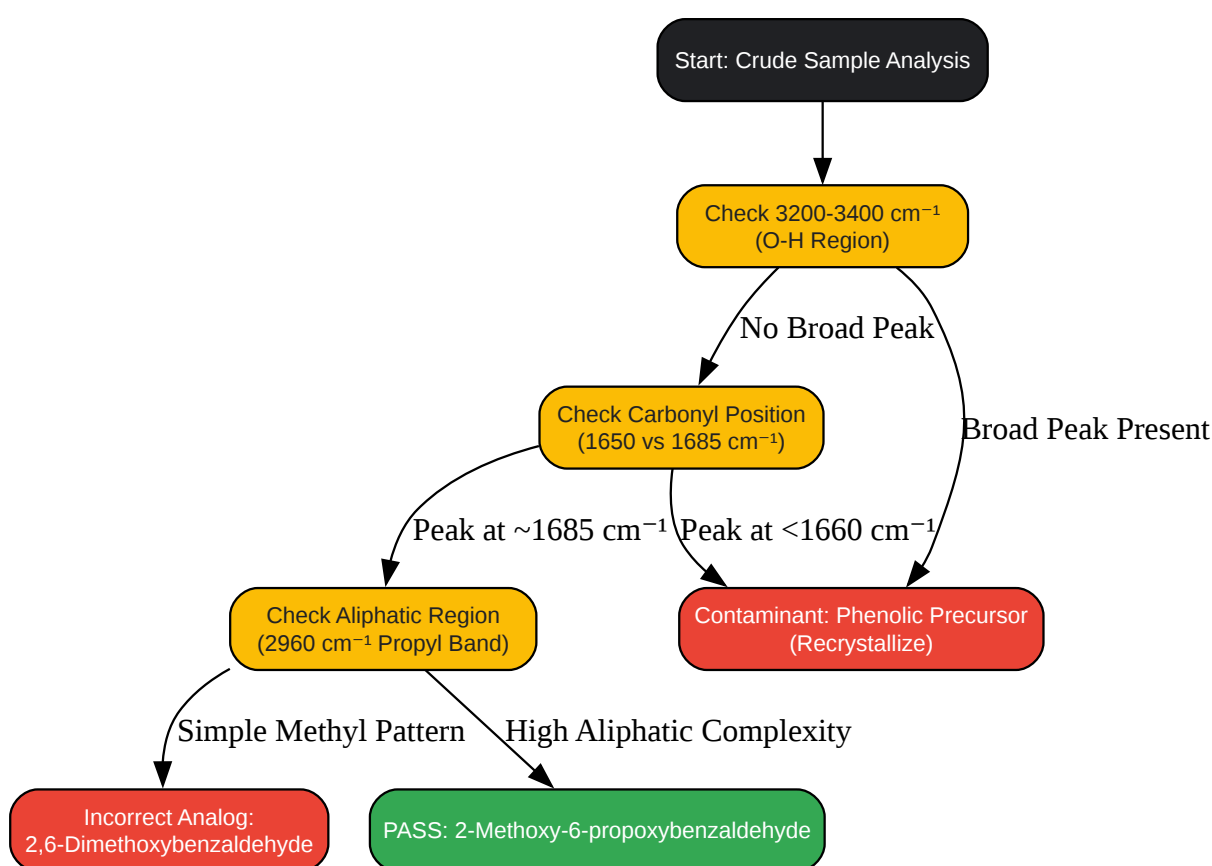 Start: Crude Sample Analysis
Check 3200-3400 cm⁻¹
(O-H Region)
No Broad Peak
Check Carbonyl Position
(1650 vs 1685 cm⁻¹)
Broad Peak Present
Peak at ~1685 cm⁻¹
Peak at <1660 cm⁻¹
Check Aliphatic Region
(2960 cm⁻¹ Propyl Band)
Contaminant: Phenolic Precursor
(Recrystallize)
Simple Methyl Pattern
High Aliphatic Complexity
Incorrect Analog:
2,6-Dimethoxybenzaldehyde
PASS: 2-Methoxy-6-propoxybenzaldehyde